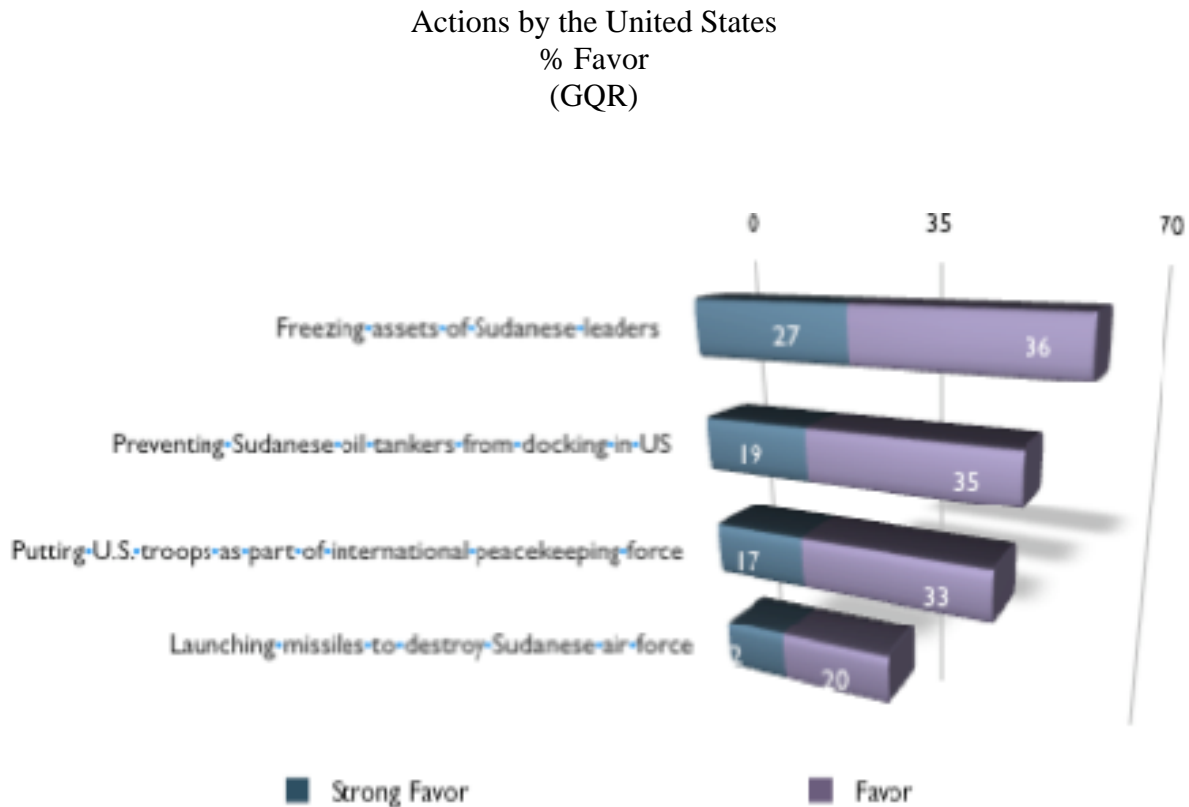 Actions by the United States
% Favor
(GQR)
0 35 70
Freezing assets of Sudanese leaders
27 36
Preventing Sudanese oil tankers from docking in US
19 35
Putting U.S. troops as part of international peacekeeping force
17 33
Launching missiles to destroy Sudanese air force
20
Strong Favor Favor